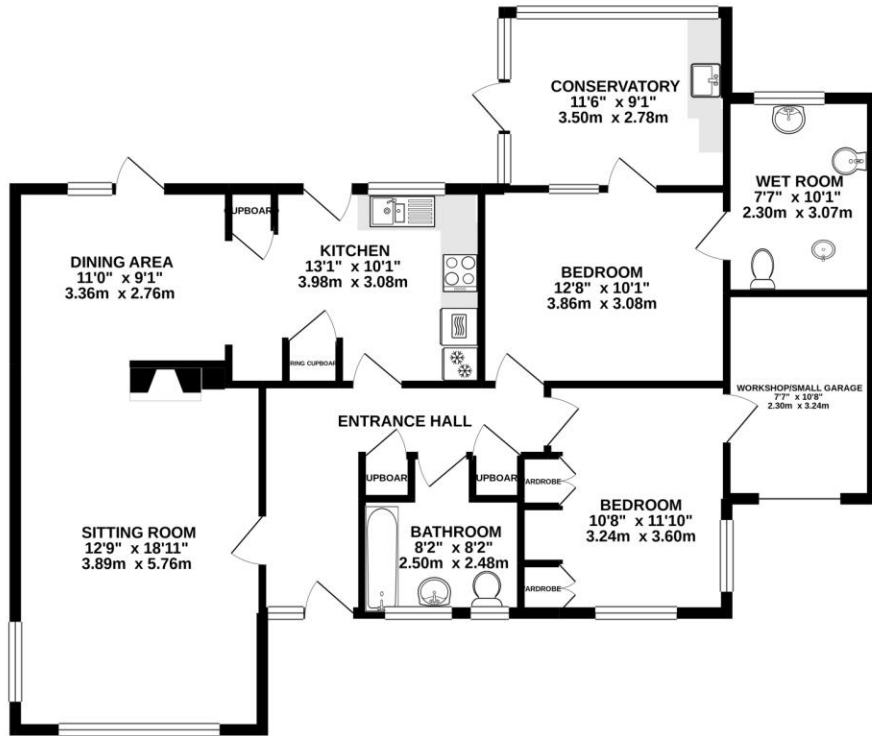 CONSERVATORY
11'6" x 9'1"
3.50m x 2.78m
WET ROOM
7'7" x 10'1"
2.30m x 3.07m
UPBOARD
DINING AREA
11'0" x 9'1"
3.36m x 2.76m
KITCHEN
13'1" x 10'1"
3.98m x 3.08m
BEDROOM
12'8" x 10'1"
3.86m x 3.08m
RING CUPBOAR
WORKSHOP/SMALL GARAGE
7'7" x 10'8"
2.30m x 3.24m
ENTRANCE HALL
UPBOAR
UPBOAR
ARDROBE
BEDROOM
10'8" x 11'10"
3.24m x 3.60m
SITTING ROOM
12'9" x 18'11"
3.89m x 5.76m
BATHROOM
8'2" x 8'2"
2.50m x 2.48m
ARDROBE